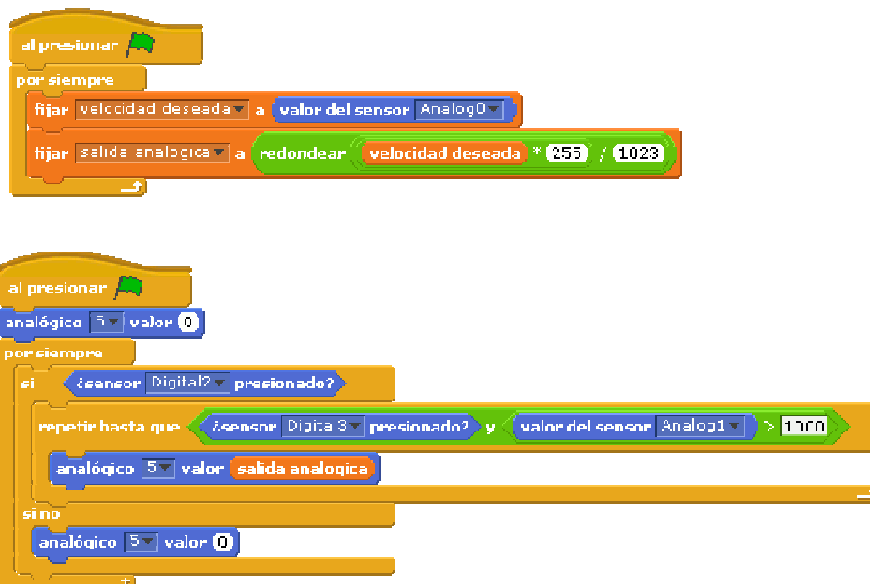 al presionar
por siempre
fijar velocidad deseada a valor del sensor Analog0
fijar salida analogica a redondear velocidad deseada * 255 / 1023
al presionar
analógico 5 valor 0
por siempre
si ¿sensor Digital2 presionado?
repetir hasta que ¿sensor Digital3 presionado? y valor del sensor Analog1 >
analógico 5 valor salida analogica
si no
analógico 5 valor 0